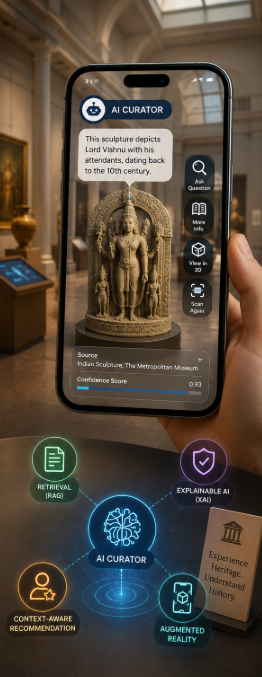 AI CURATOR
This sculpture depicts
Lord Vishnu with his
attendants, dating back
to the 10th century.
Ask
Question
More
Info
View in
3D
Scan
Again
Source
Indian Sculpture, The Metropolitan Museum
Confidence Score
0.93
RETRIEVAL
(RAG)
EXPLAINABLE AI
(XAI)
AI CURATOR
CONTEXT-AWARE
RECOMMENDATION
AUGMENTED
REALITY
Experience
Heritage.
Understand
History.